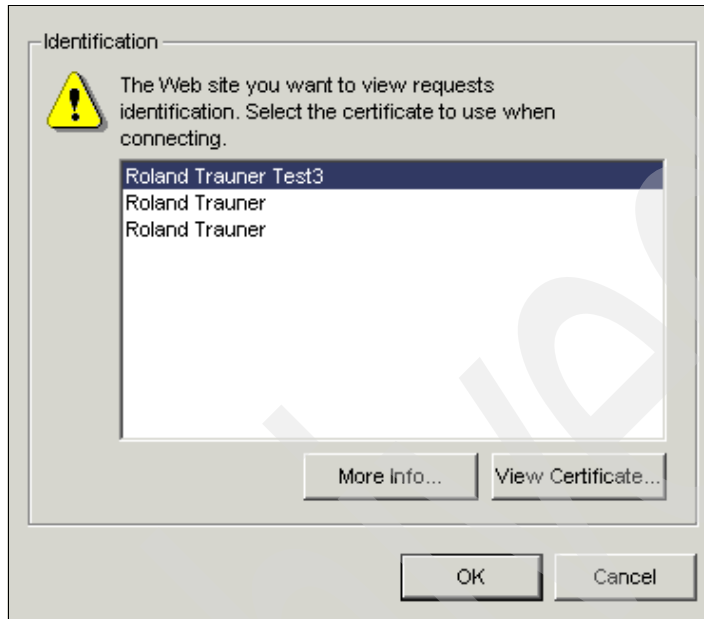 Identification
The Web site you want to view requests
identification. Select the certificate to use when
connecting.
Roland Trauner Test3
Roland Trauner
Roland Trauner
More Info...
View Certificate...
OK
Cancel